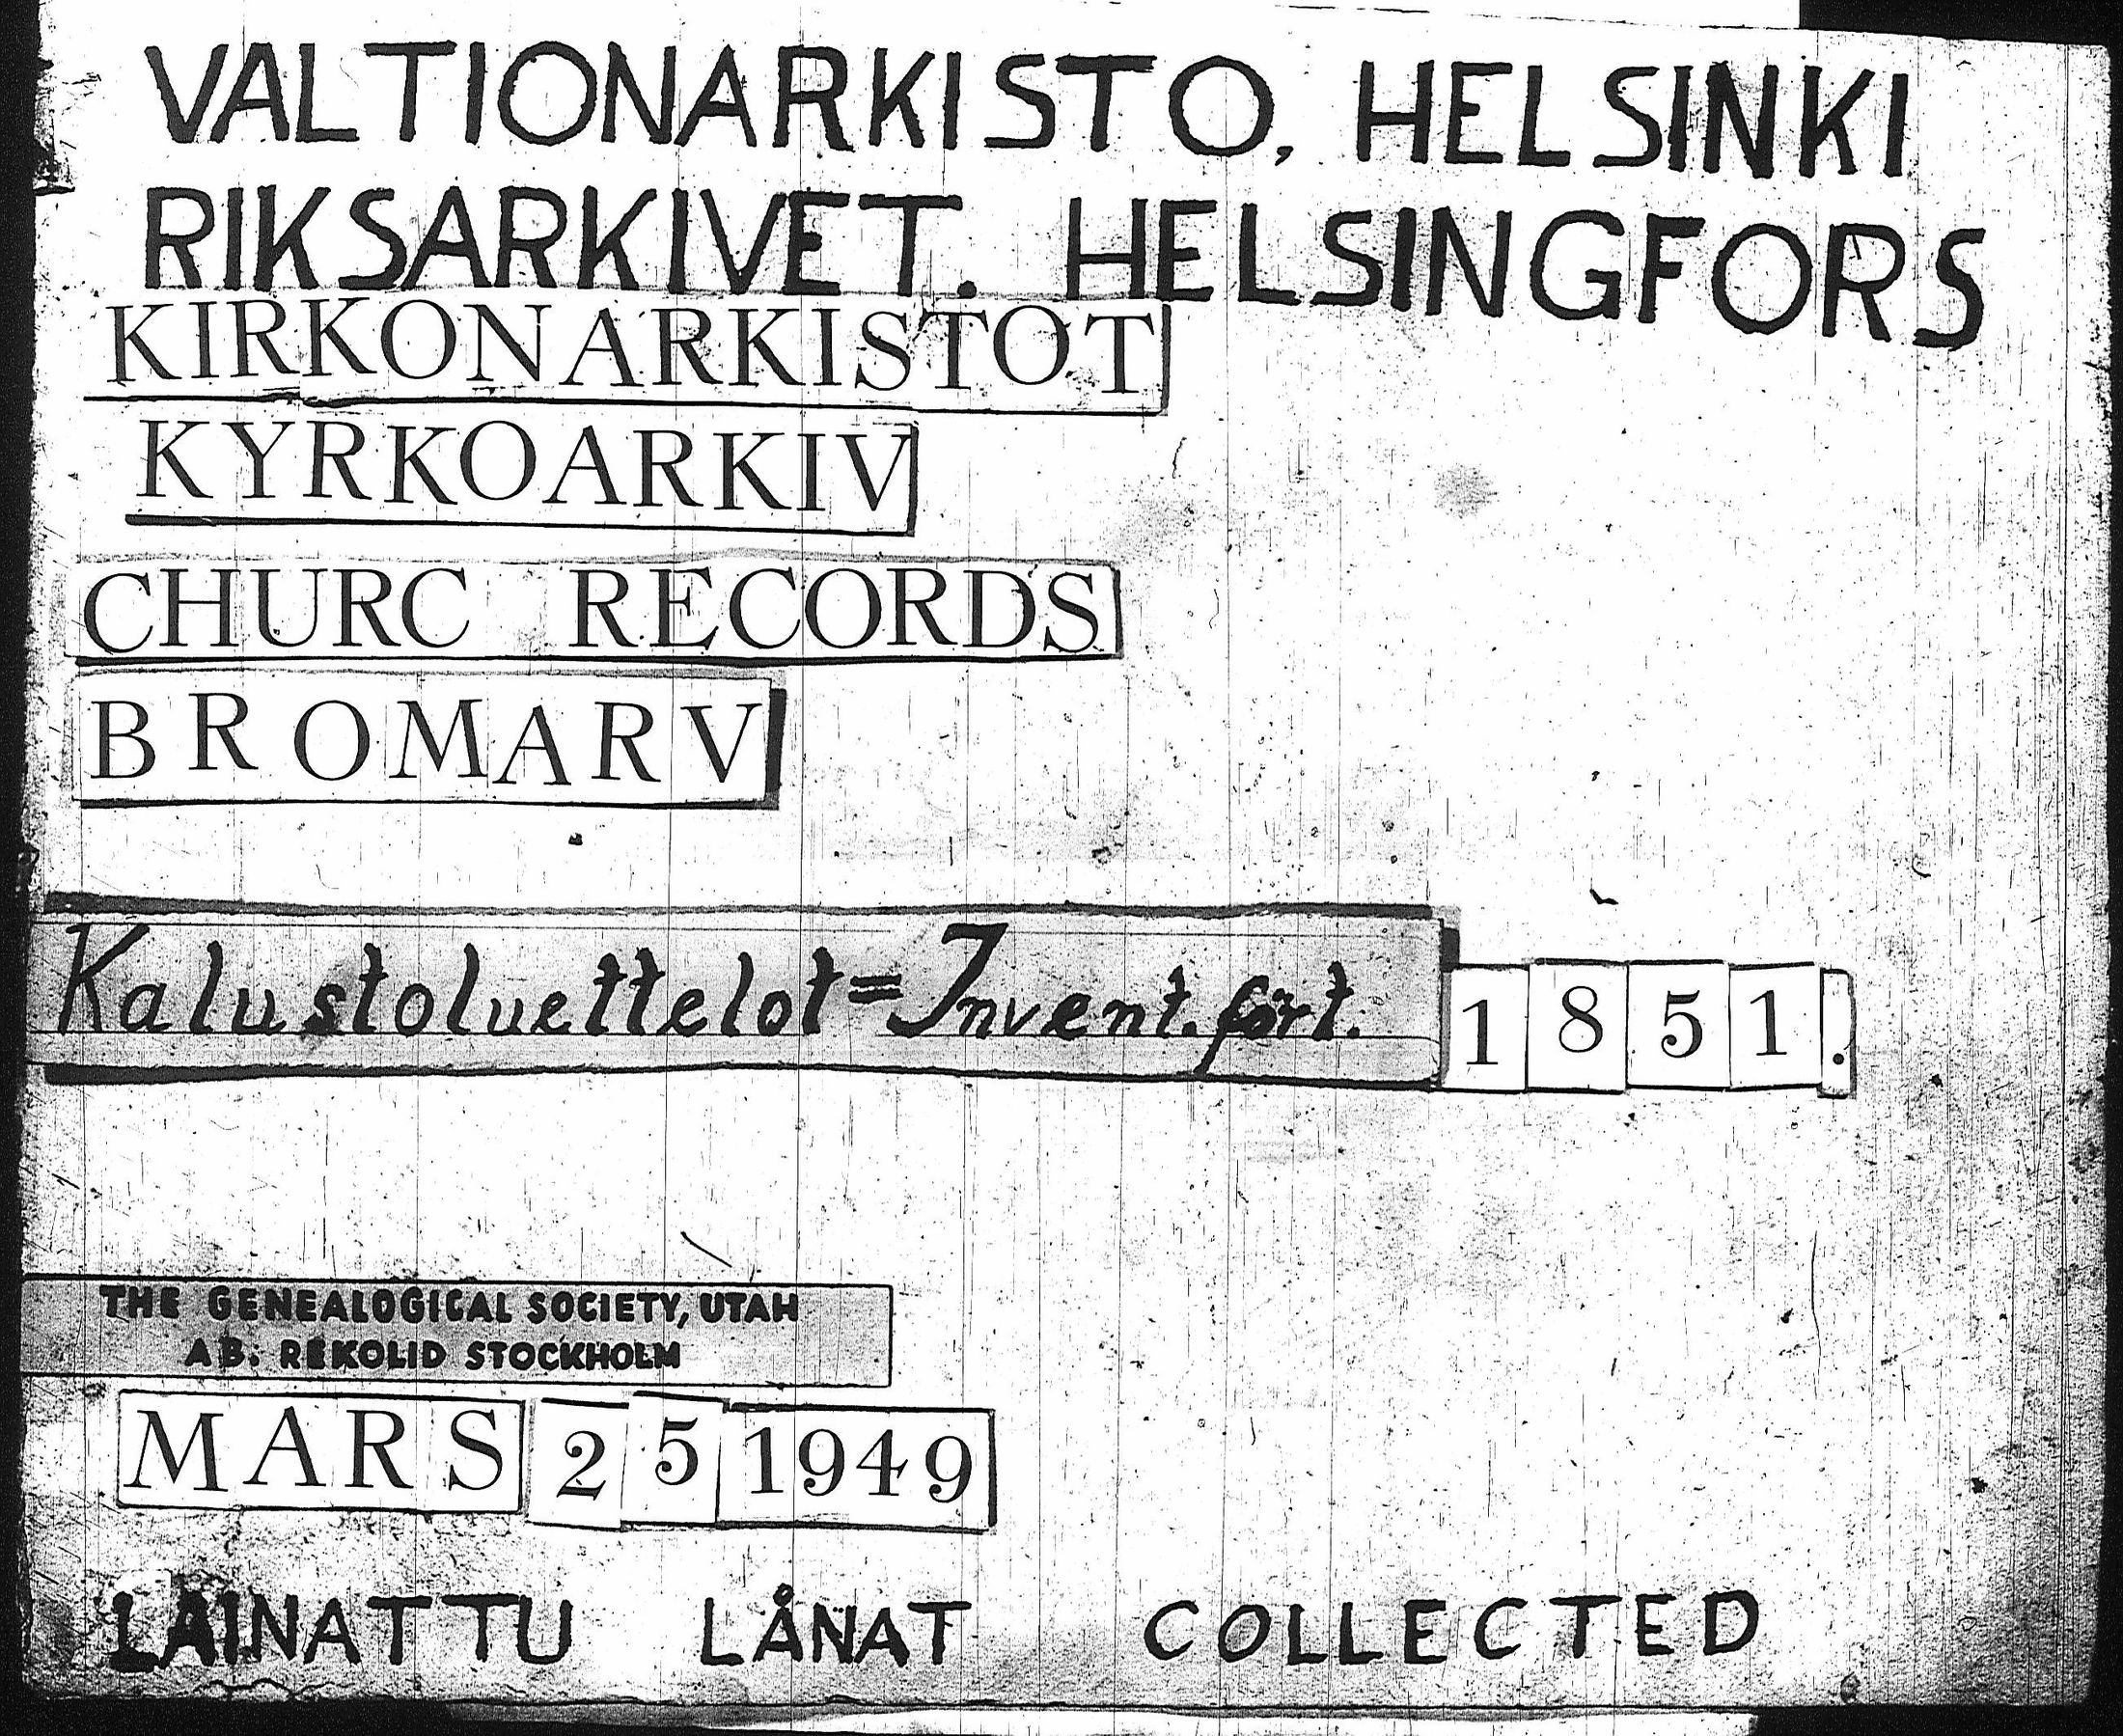 VALTIONARKISTO, HELSINKI
RIKSARKIVET. HELSINGFORS
KIRKONARKISTOT
KYRKOARKIV
CHURC RECORDS
BROMARV
Kalustoluettelot=Invent.fört. 1851.
THE GENEALOGICAL SOCIETY, UTAH
AB. REKOLID STOCKHOLM
MARS 25 1949
LAINATTU LÅNAT COLLECTED